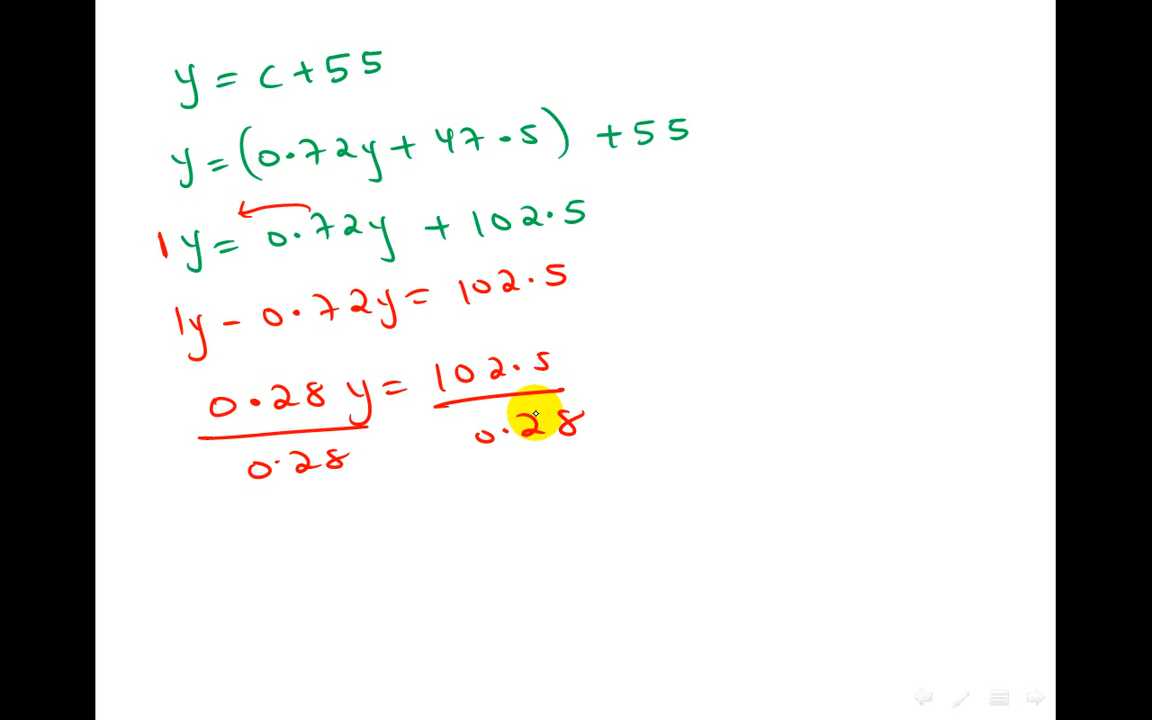 y = c + 55
y = (0.72y + 47.5) + 55
1y = 0.72y + 102.5
1y - 0.72y = 102.5
0.28 y = 102.5
0.28 0.28